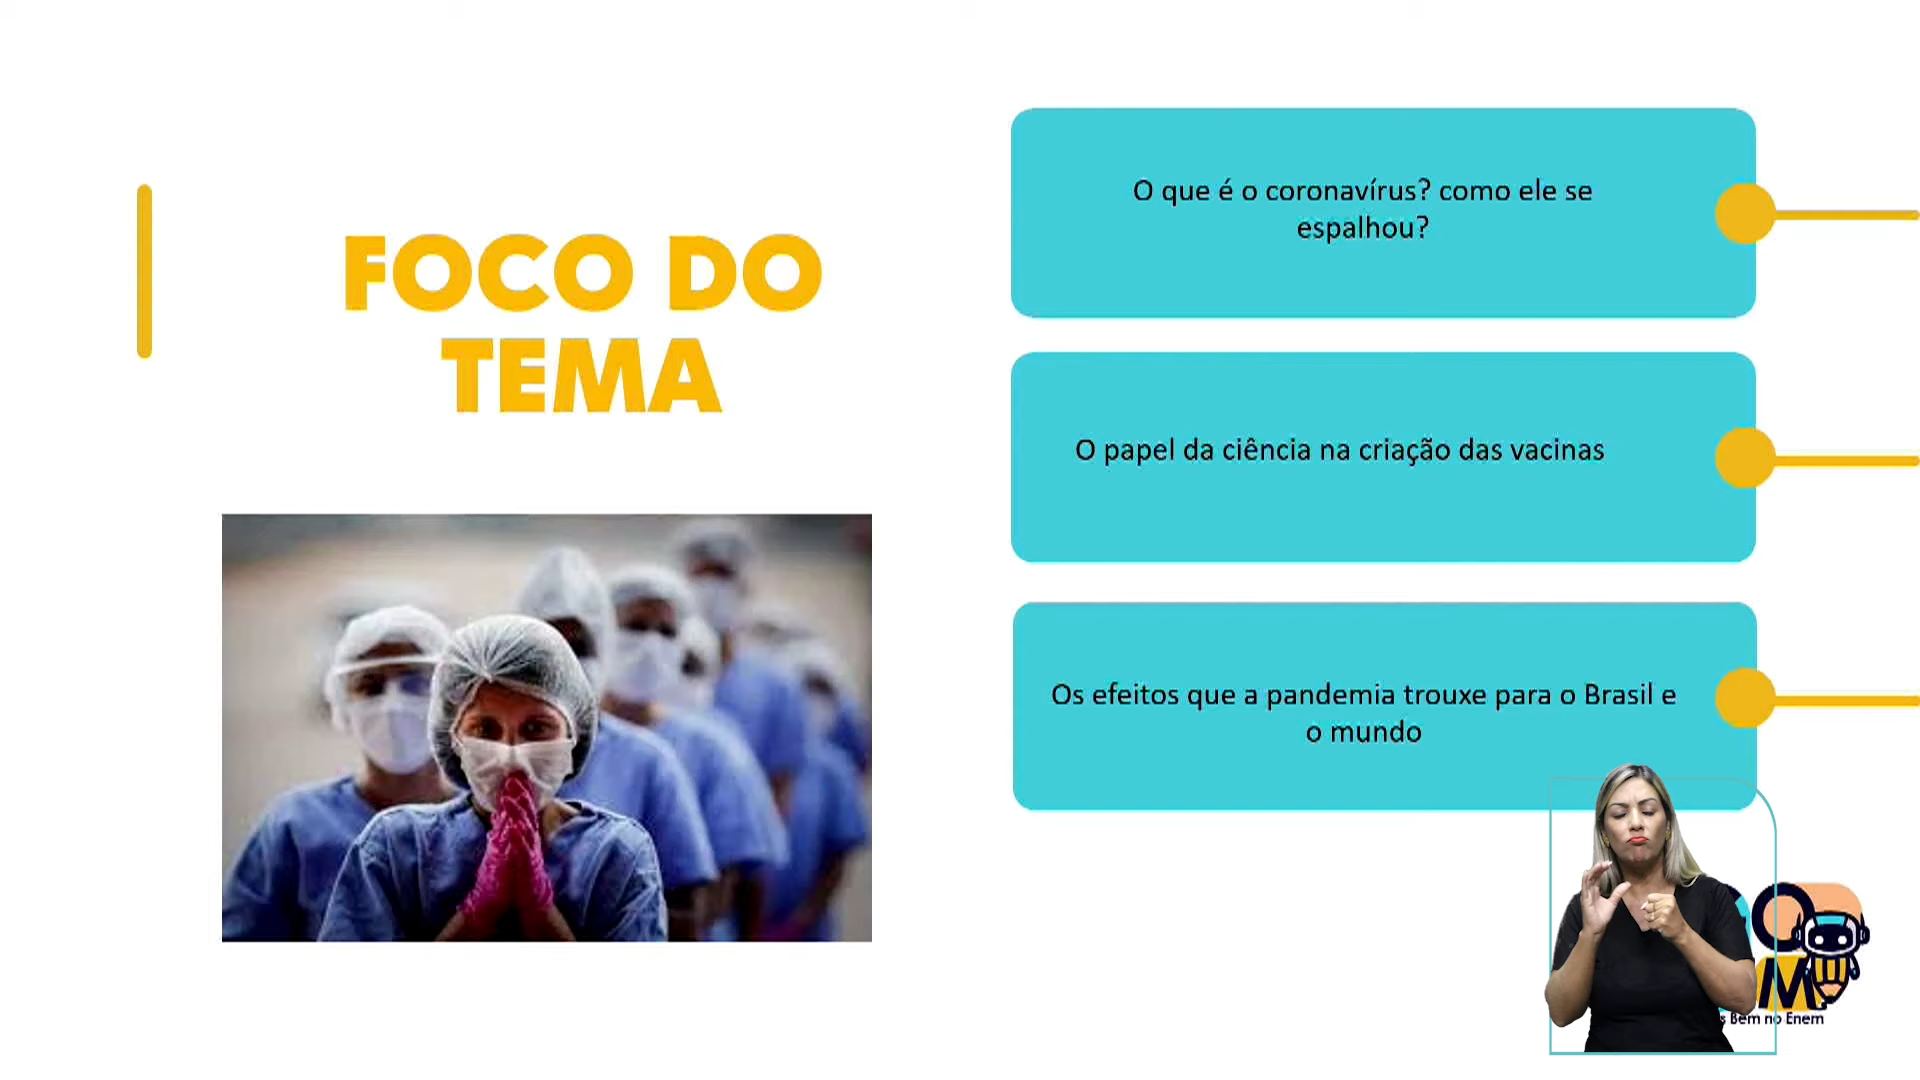 FOCO DO
TEMA
O que é o coronavírus? como ele se
espalhou?
O papel da ciência na criação das vacinas
Os efeitos que a pandemia trouxe para o Brasil e
o mundo
Bem no Enem